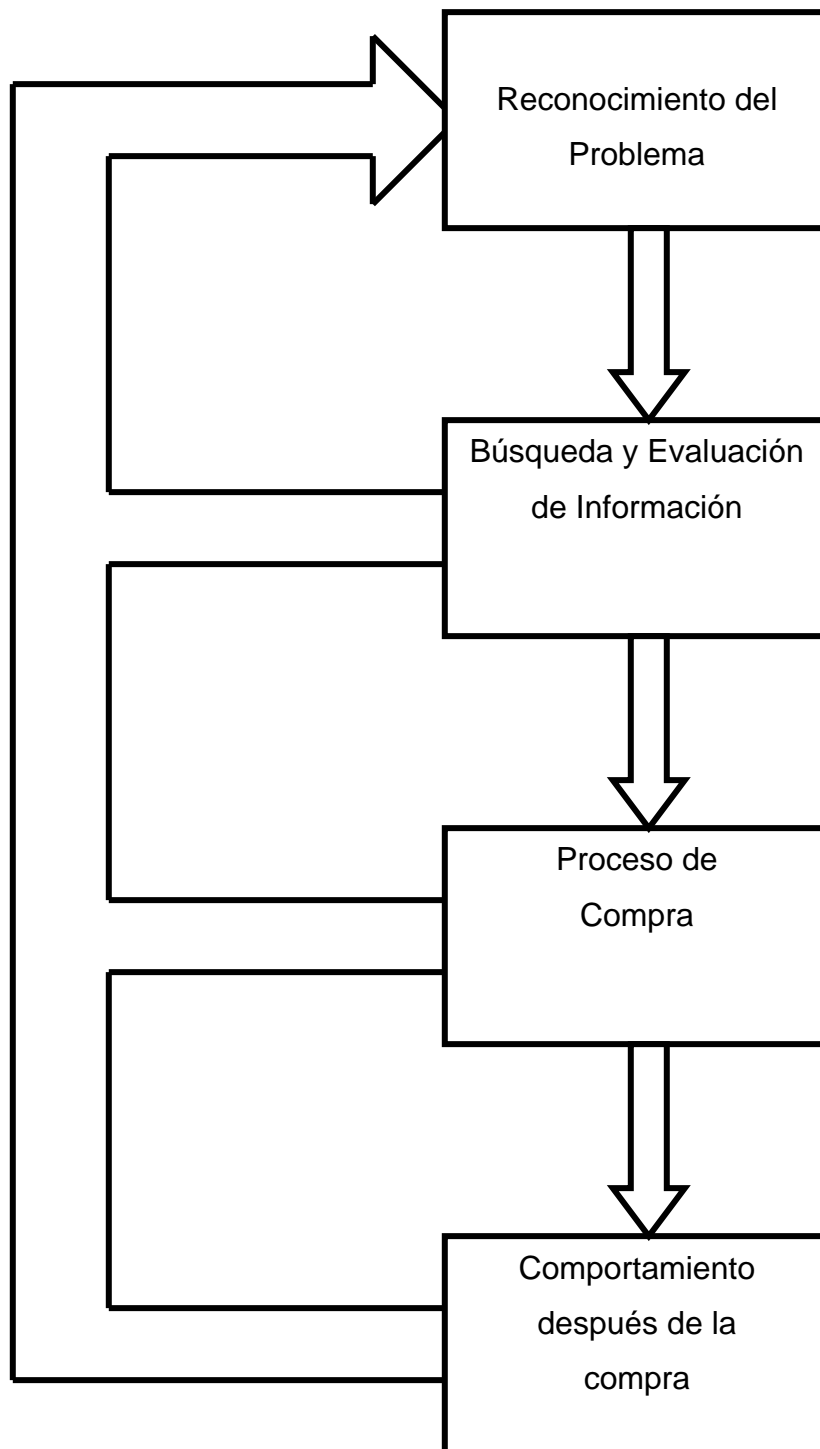 Reconocimiento del
Problema
Búsqueda y Evaluación
de Información
Proceso de
Compra
Comportamiento
después de la
compra